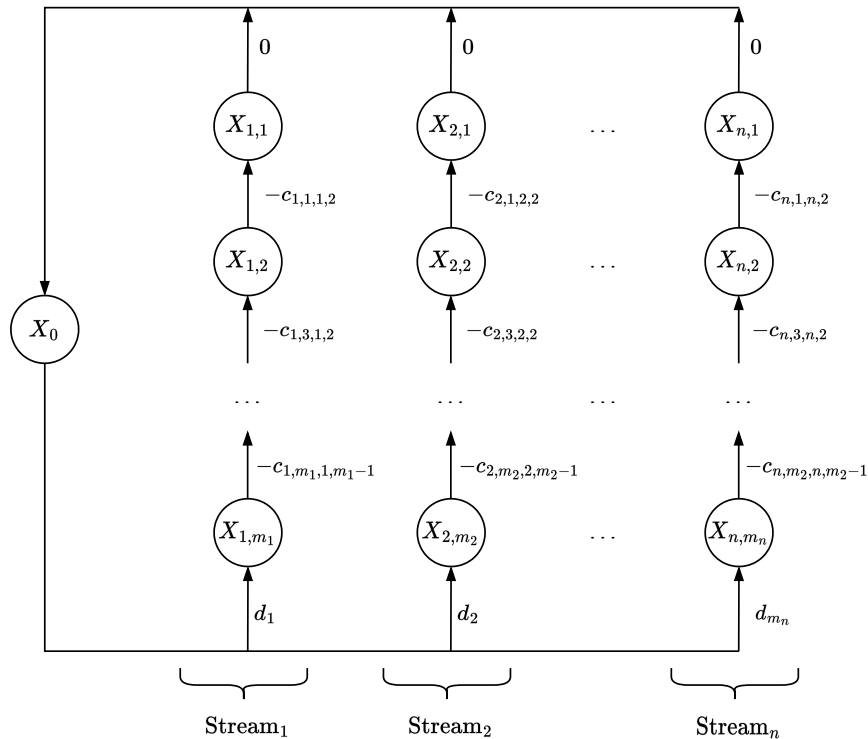 0 0 0
X_{1,1} X_{2,1} ... X_{n,1}
−c_{1,1,1,2} −c_{2,1,2,2} −c_{n,1,n,2}
X_{1,2} X_{2,2} ... X_{n,2}
X_0
−c_{1,3,1,2} −c_{2,3,2,2} −c_{n,3,n,2}
... ... ... ...
−c_{1,m_1,1,m_1−1} −c_{2,m_2,2,m_2−1} −c_{n,m_2,n,m_2−1}
X_{1,m_1} X_{2,m_2} ... X_{n,m_n}
d_1 d_2 d_{m_n}
Stream_1 Stream_2 Stream_n